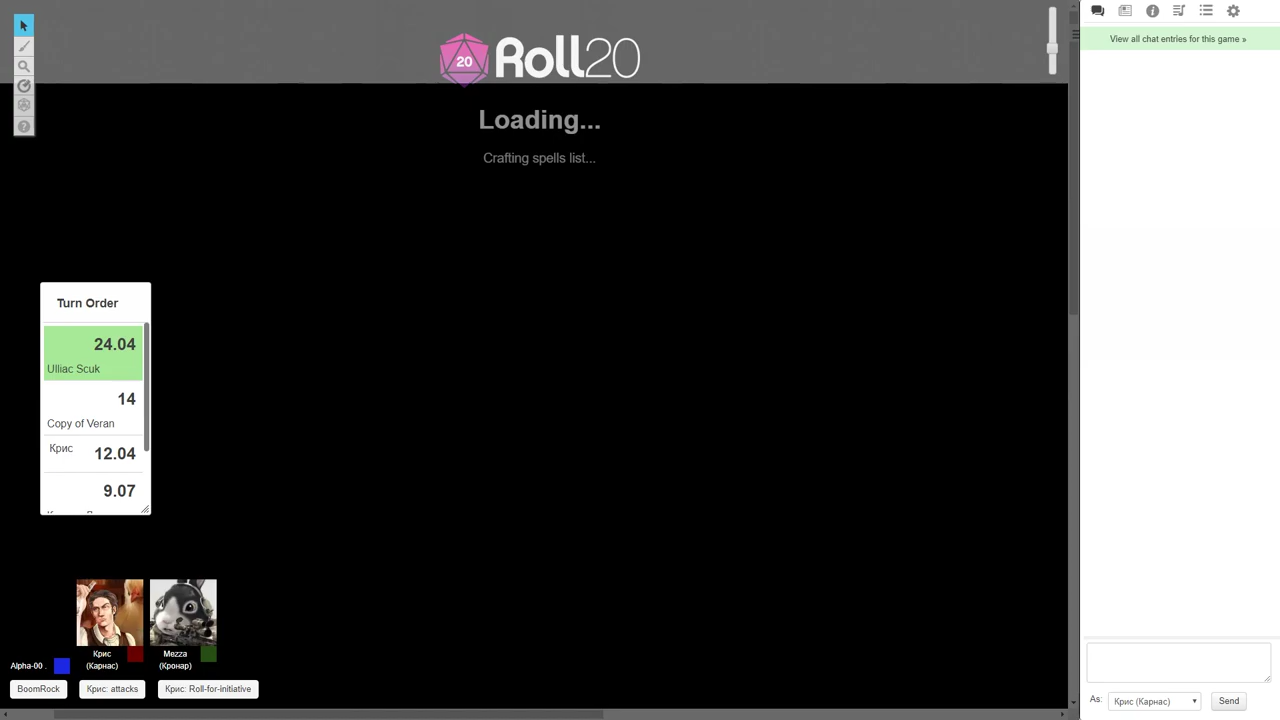 20 Roll20
View all chat entries for this game »
Loading...
Crafting spells list...
Turn Order
24.04
Ulliac Scuk
14
Copy of Veran
Крис
12.04
9.07
Крис
(Карнас)
Mezza
(Кронар)
Alpha-00 .
BoomRock
Крис: attacks
Крис: Roll-for-initiative
As:
Крис (Карнас)
Send